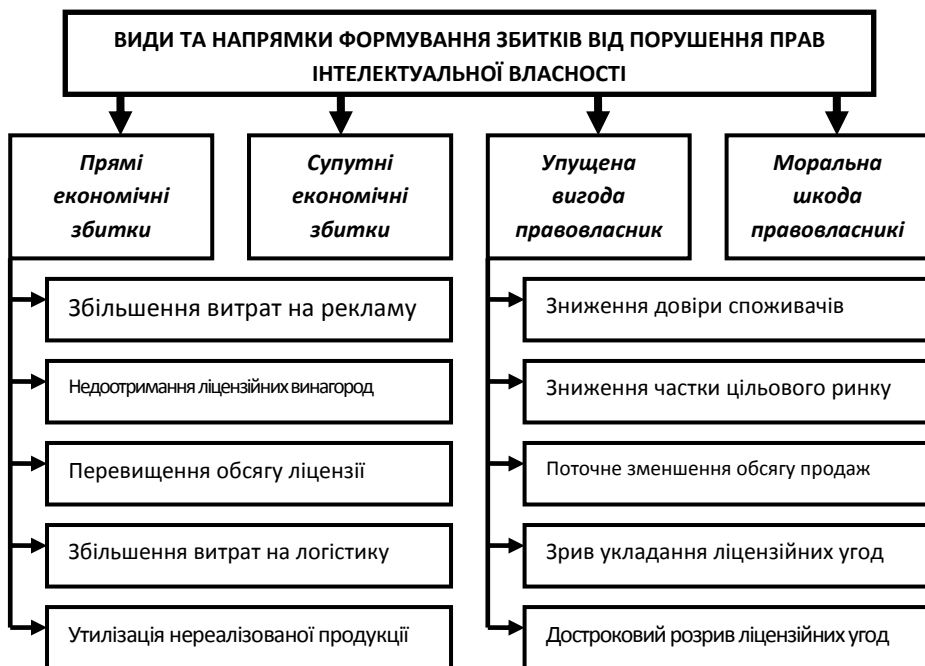 ВИДИ ТА НАПРЯМКИ ФОРМУВАННЯ ЗБИТКІВ ВІД ПОРУШЕННЯ ПРАВ
ІНТЕЛЕКТУАЛЬНОЇ ВЛАСНОСТІ
Прямі
економічні
збитки
Супутні
економічні
збитки
Упущена
вигода
правовласник
Моральна
шкода
правовласникі
Збільшення витрат на рекламу
Недоотримання ліцензійних винагород
Перевищення обсягу ліцензії
Збільшення витрат на логістику
Утилізація нереалізованої продукції
Зниження довіри споживачів
Зниження частки цільового ринку
Поточне зменшення обсягу продаж
Зрив укладання ліцензійних угод
Достроковий розрив ліцензійних угод